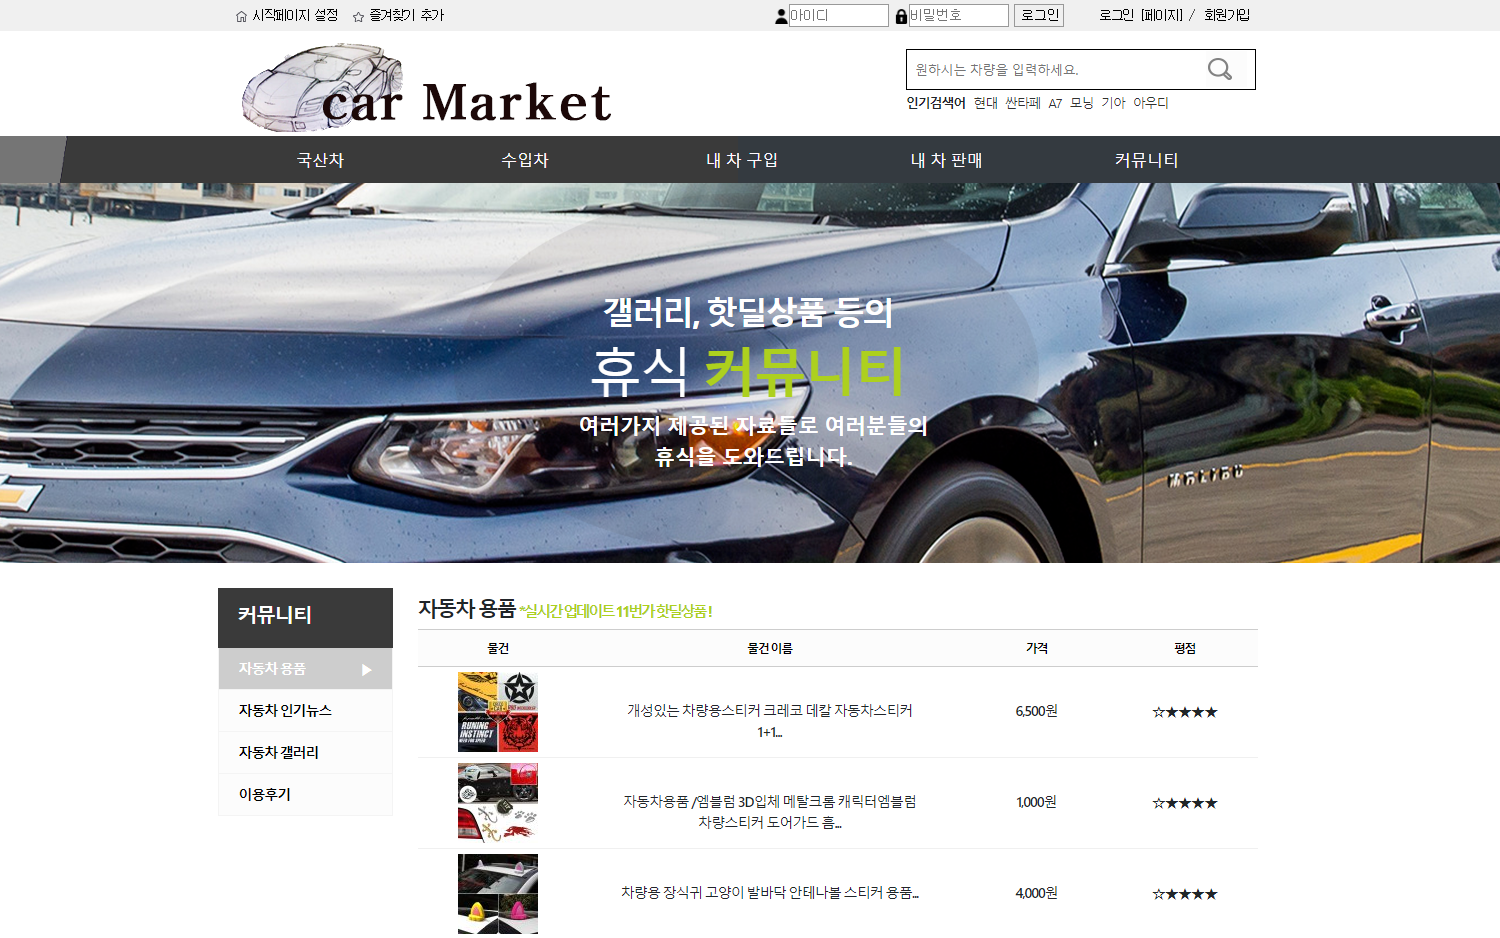 시작페이지 설정 즐겨찾기 추가 아이디 비밀번호 로그인 로그인 [페이지] / 회원가입
car Market
원하시는 차량을 입력하세요.
인기검색어 현대 싼타페 A7 모닝 기아 아우디
국산차 수입차 내 차 구입 내 차 판매 커뮤니티
갤러리, 핫딜상품 등의
휴식 커뮤니티
여러가지 제공된 자료들로 여러분들의
휴식을 도와드립니다.
MALIBU
커뮤니티
자동차 용품
자동차 인기뉴스
자동차 갤러리
이용후기
자동차 용품 *실시간 업데이트 11번가 핫딜상품!
물건 물건 이름 가격 평점
RUNING
INSTINCT
개성있는 차량용스티커 크레코 데칼 자동차스티커
1+1...
6,500원 ☆★★★★
자동차용품 /엠블럼 3D입체 메탈크롬 캐릭터엠블럼
차량스티커 도어가드 흠...
1,000원 ☆★★★★
차량용 장식귀 고양이 발바닥 안테나볼 스티커 용품...
4,000원 ☆★★★★